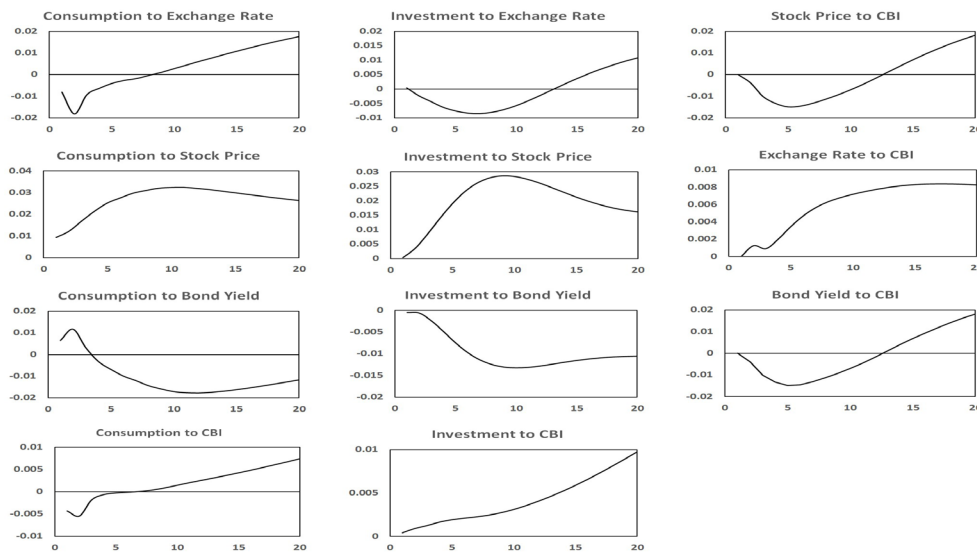 Consumption to Exchange Rate
0.02
0.01
0
-0.01
-0.02
0 5 10 15 20
Investment to Exchange Rate
0.02
0.015
0.01
0.005
0
-0.005
-0.01
0 5 10 15 20
Stock Price to CBI
0.02
0.01
0
-0.01
-0.02
0 5 10 15 20
Consumption to Stock Price
0.04
0.03
0.02
0.01
0
0 5 10 15 20
Investment to Stock Price
0.03
0.025
0.02
0.015
0.01
0.005
0
0 5 10 15 20
Exchange Rate to CBI
0.01
0.008
0.006
0.004
0.002
0
0 5 10 15 20
Consumption to Bond Yield
0.02
0.01
0
-0.01
-0.02
0 5 10 15 20
Investment to Bond Yield
0
-0.005
-0.01
-0.015
-0.02
0 5 10 15 20
Bond Yield to CBI
0.02
0.01
0
-0.01
-0.02
0 5 10 15 20
Consumption to CBI
0.01
0.005
0
-0.005
-0.01
0 5 10 15 20
Investment to CBI
0.01
0.005
0
0 5 10 15 20